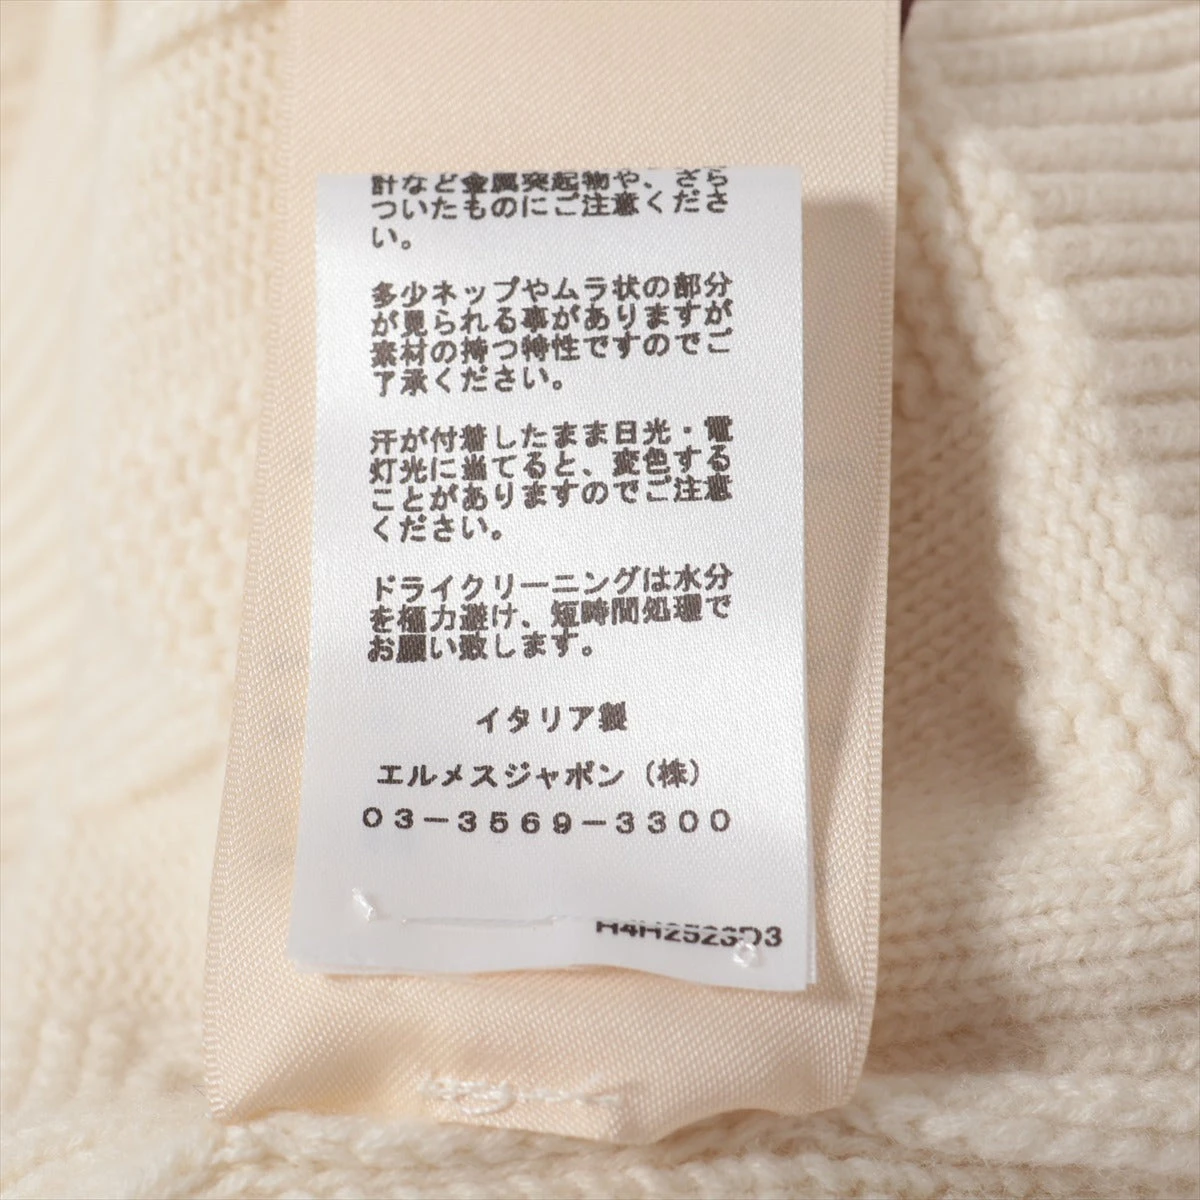 計など金属突起物や、ざら
ついたものにご注意くださ
い。
多少ネップやムラ状の部分
が見られる事がありますが
素材の持つ特性ですのでご
了承ください。
汗が付着したまま日光・電
灯光に当てると、変色する
ことがありますのでご注意
ください。
ドライクリーニングは水分
を極力避け、短時間処理で
お願い致します。
イタリア製
エルメスジャポン（株）
03-3569-3300
H4H2523D3